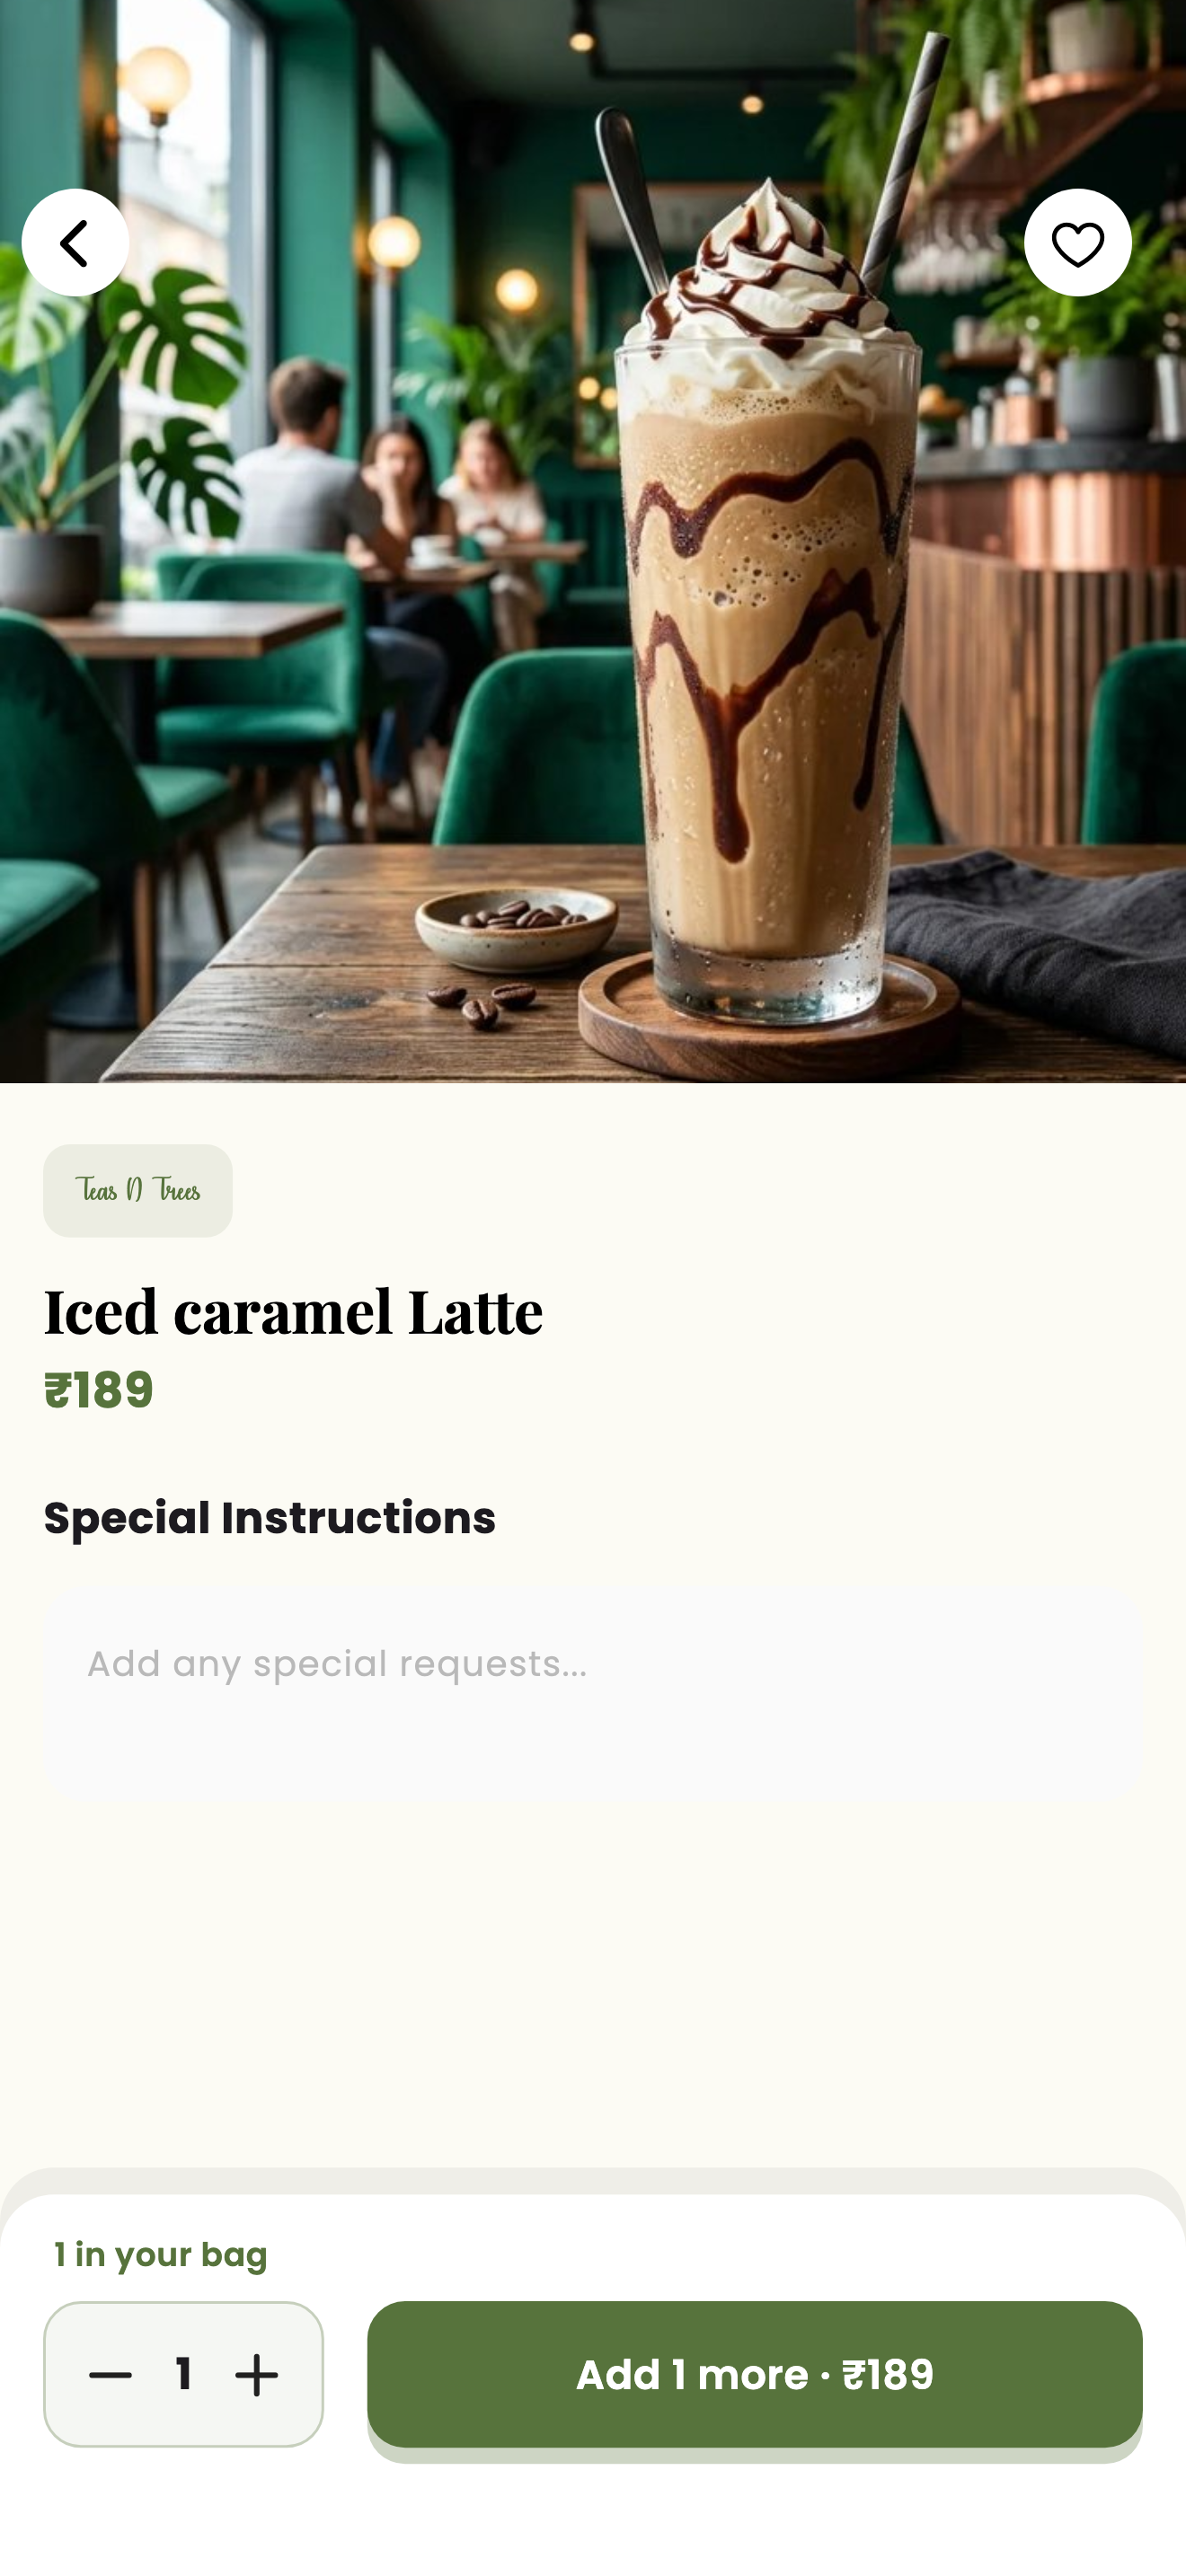 Teas N Trees
Iced caramel Latte
₹189
Special Instructions
Add any special requests...
1 in your bag
1
Add 1 more · ₹189